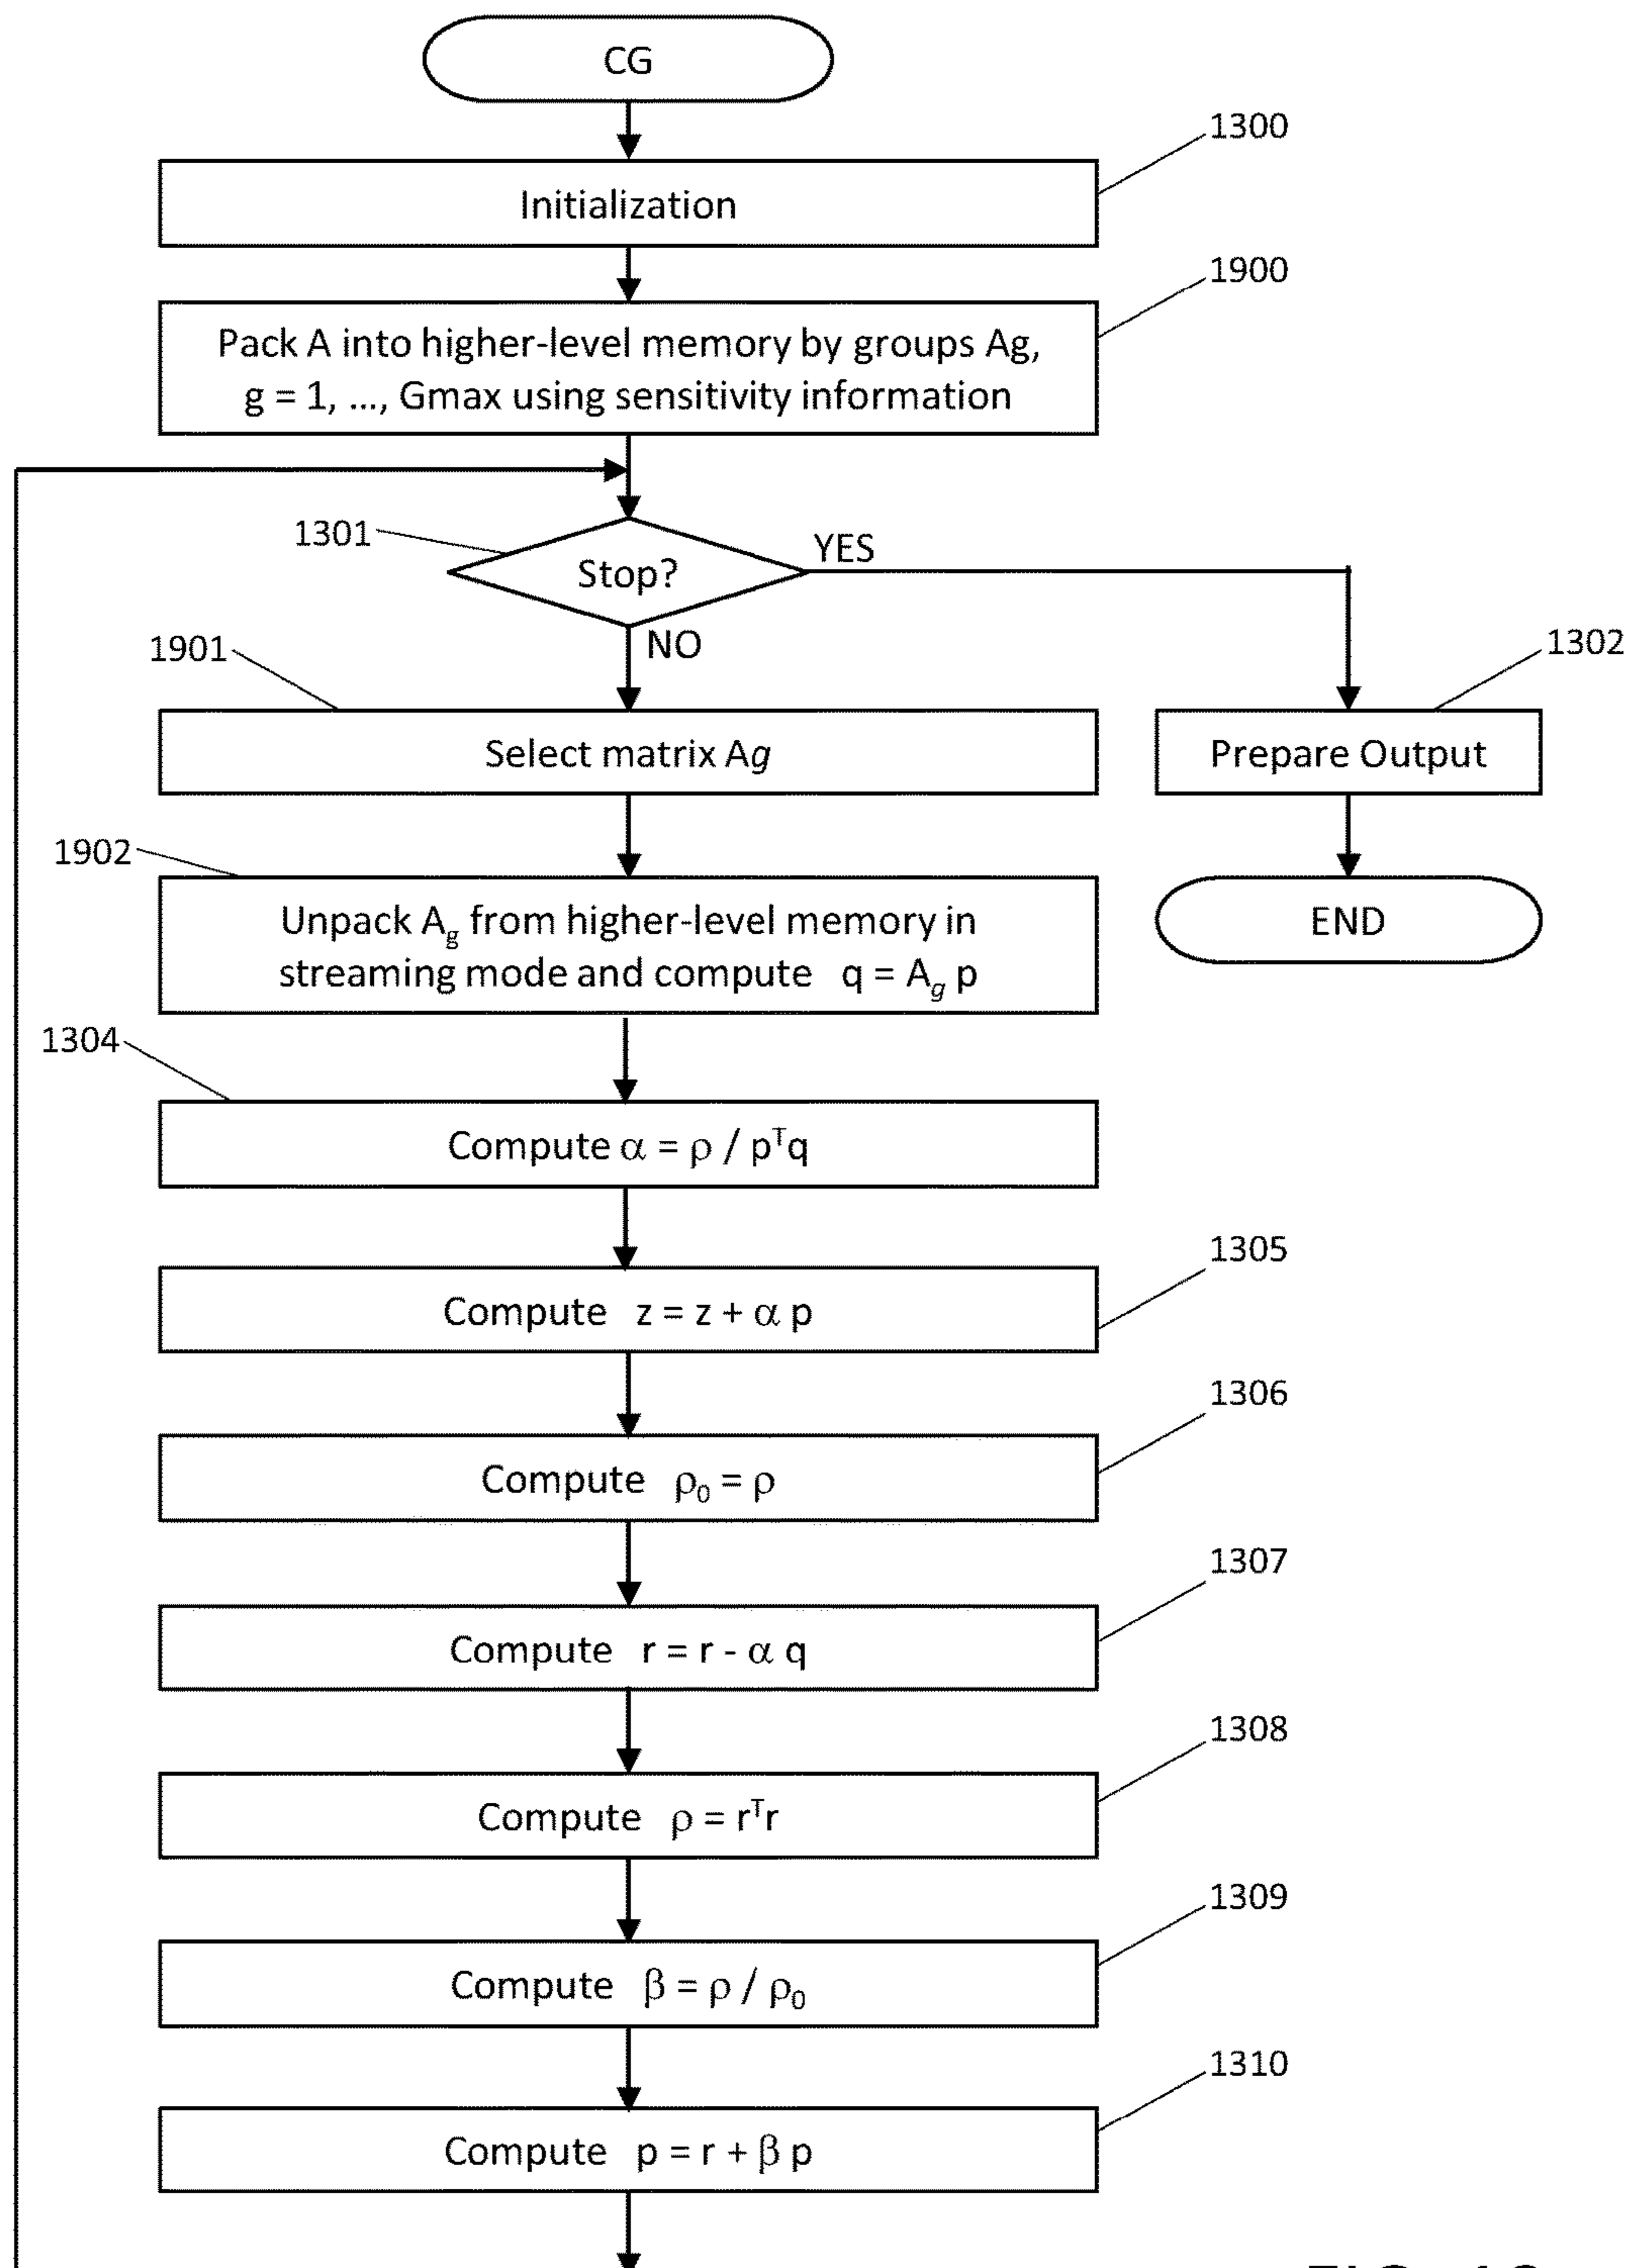 CG
1300
Initialization
1900
Pack A into higher-level memory by groups Ag,
g = 1, ..., Gmax using sensitivity information
1301
Stop?
YES
NO
1901
1302
Select matrix Ag
Prepare Output
1902
Unpack Ag from higher-level memory in
streaming mode and compute q = Ag p
END
1304
Compute α = ρ / pᵀq
1305
Compute z = z + α p
1306
Compute ρ₀ = ρ
1307
Compute r = r - α q
1308
Compute ρ = rᵀr
1309
Compute β = ρ / ρ₀
1310
Compute p = r + β p